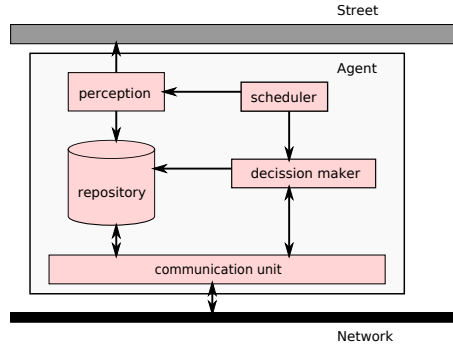 Street
Agent
perception
scheduler
decission maker
repository
communication unit
Network